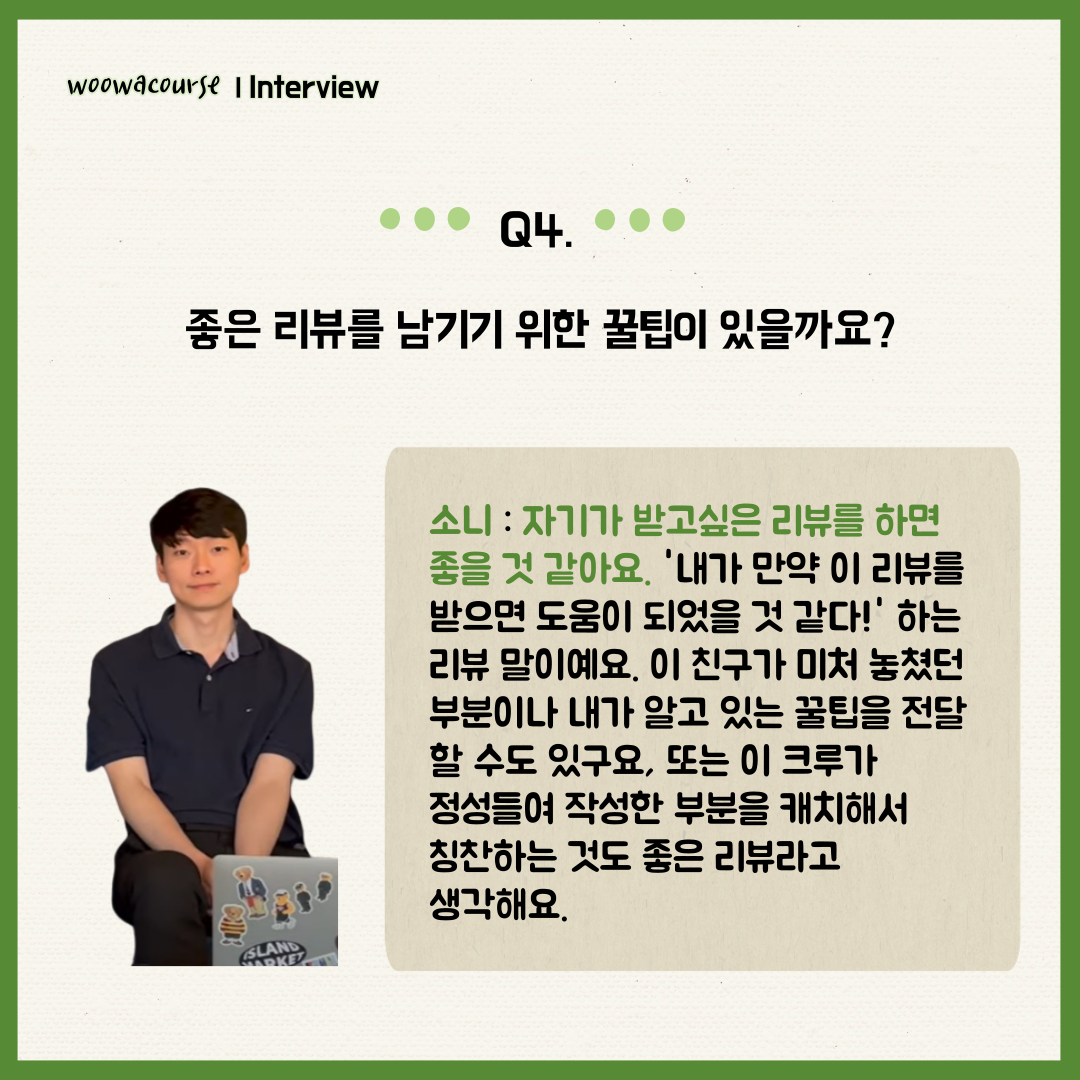 woowacourse | Interview
Q4.
좋은 리뷰를 남기기 위한 꿀팁이 있을까요?
소니 : 자기가 받고싶은 리뷰를 하면
좋을 것 같아요. '내가 만약 이 리뷰를
받으면 도움이 되었을 것 같다!' 하는
리뷰 말이예요. 이 친구가 미처 놓쳤던
부분이나 내가 알고 있는 꿀팁을 전달
할 수도 있구요, 또는 이 크루가
정성들여 작성한 부분을 캐치해서
칭찬하는 것도 좋은 리뷰라고
생각해요.
ISLAND
MARKET